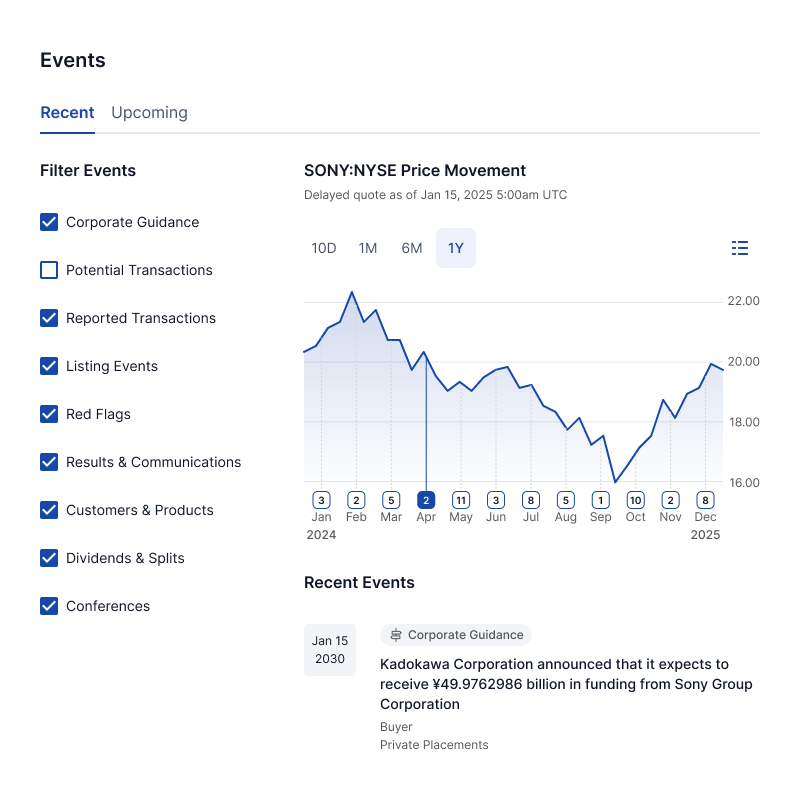 Events
Recent Upcoming
Filter Events
Corporate Guidance
Potential Transactions
Reported Transactions
Listing Events
Red Flags
Results & Communications
Customers & Products
Dividends & Splits
Conferences
SONY:NYSE Price Movement
Delayed quote as of Jan 15, 2025 5:00am UTC
10D 1M 6M 1Y
22.00
20.00
18.00
16.00
3 2 5 2 11 3 8 5 1 10 2 8
Jan Feb Mar Apr May Jun Jul Aug Sep Oct Nov Dec
2024 2025
Recent Events
Jan 15
2030
Corporate Guidance
Kadokawa Corporation announced that it expects to
receive ¥49.9762986 billion in funding from Sony Group
Corporation
Buyer
Private Placements